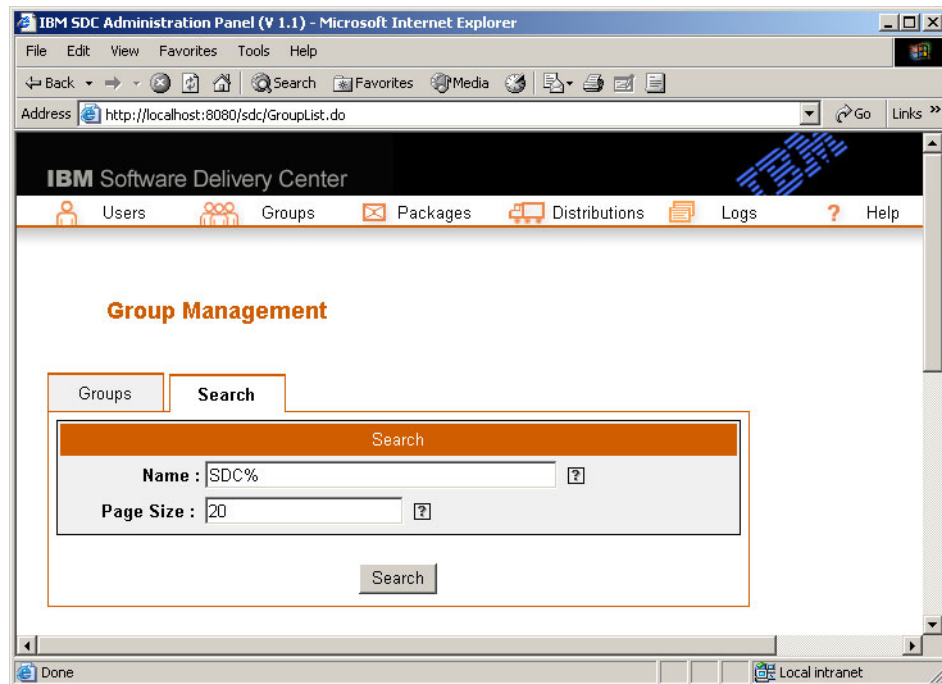 IBM SDC Administration Panel (V 1.1) - Microsoft Internet Explorer
File Edit View Favorites Tools Help
Back Search Favorites Media
Address http://localhost:8080/sdc/GroupList.do Go Links »
IBM Software Delivery Center IBM
Users Groups Packages Distributions Logs ? Help
Group Management
Groups Search
Search
Name : SDC% ?
Page Size : 20 ?
Search
Done Local intranet